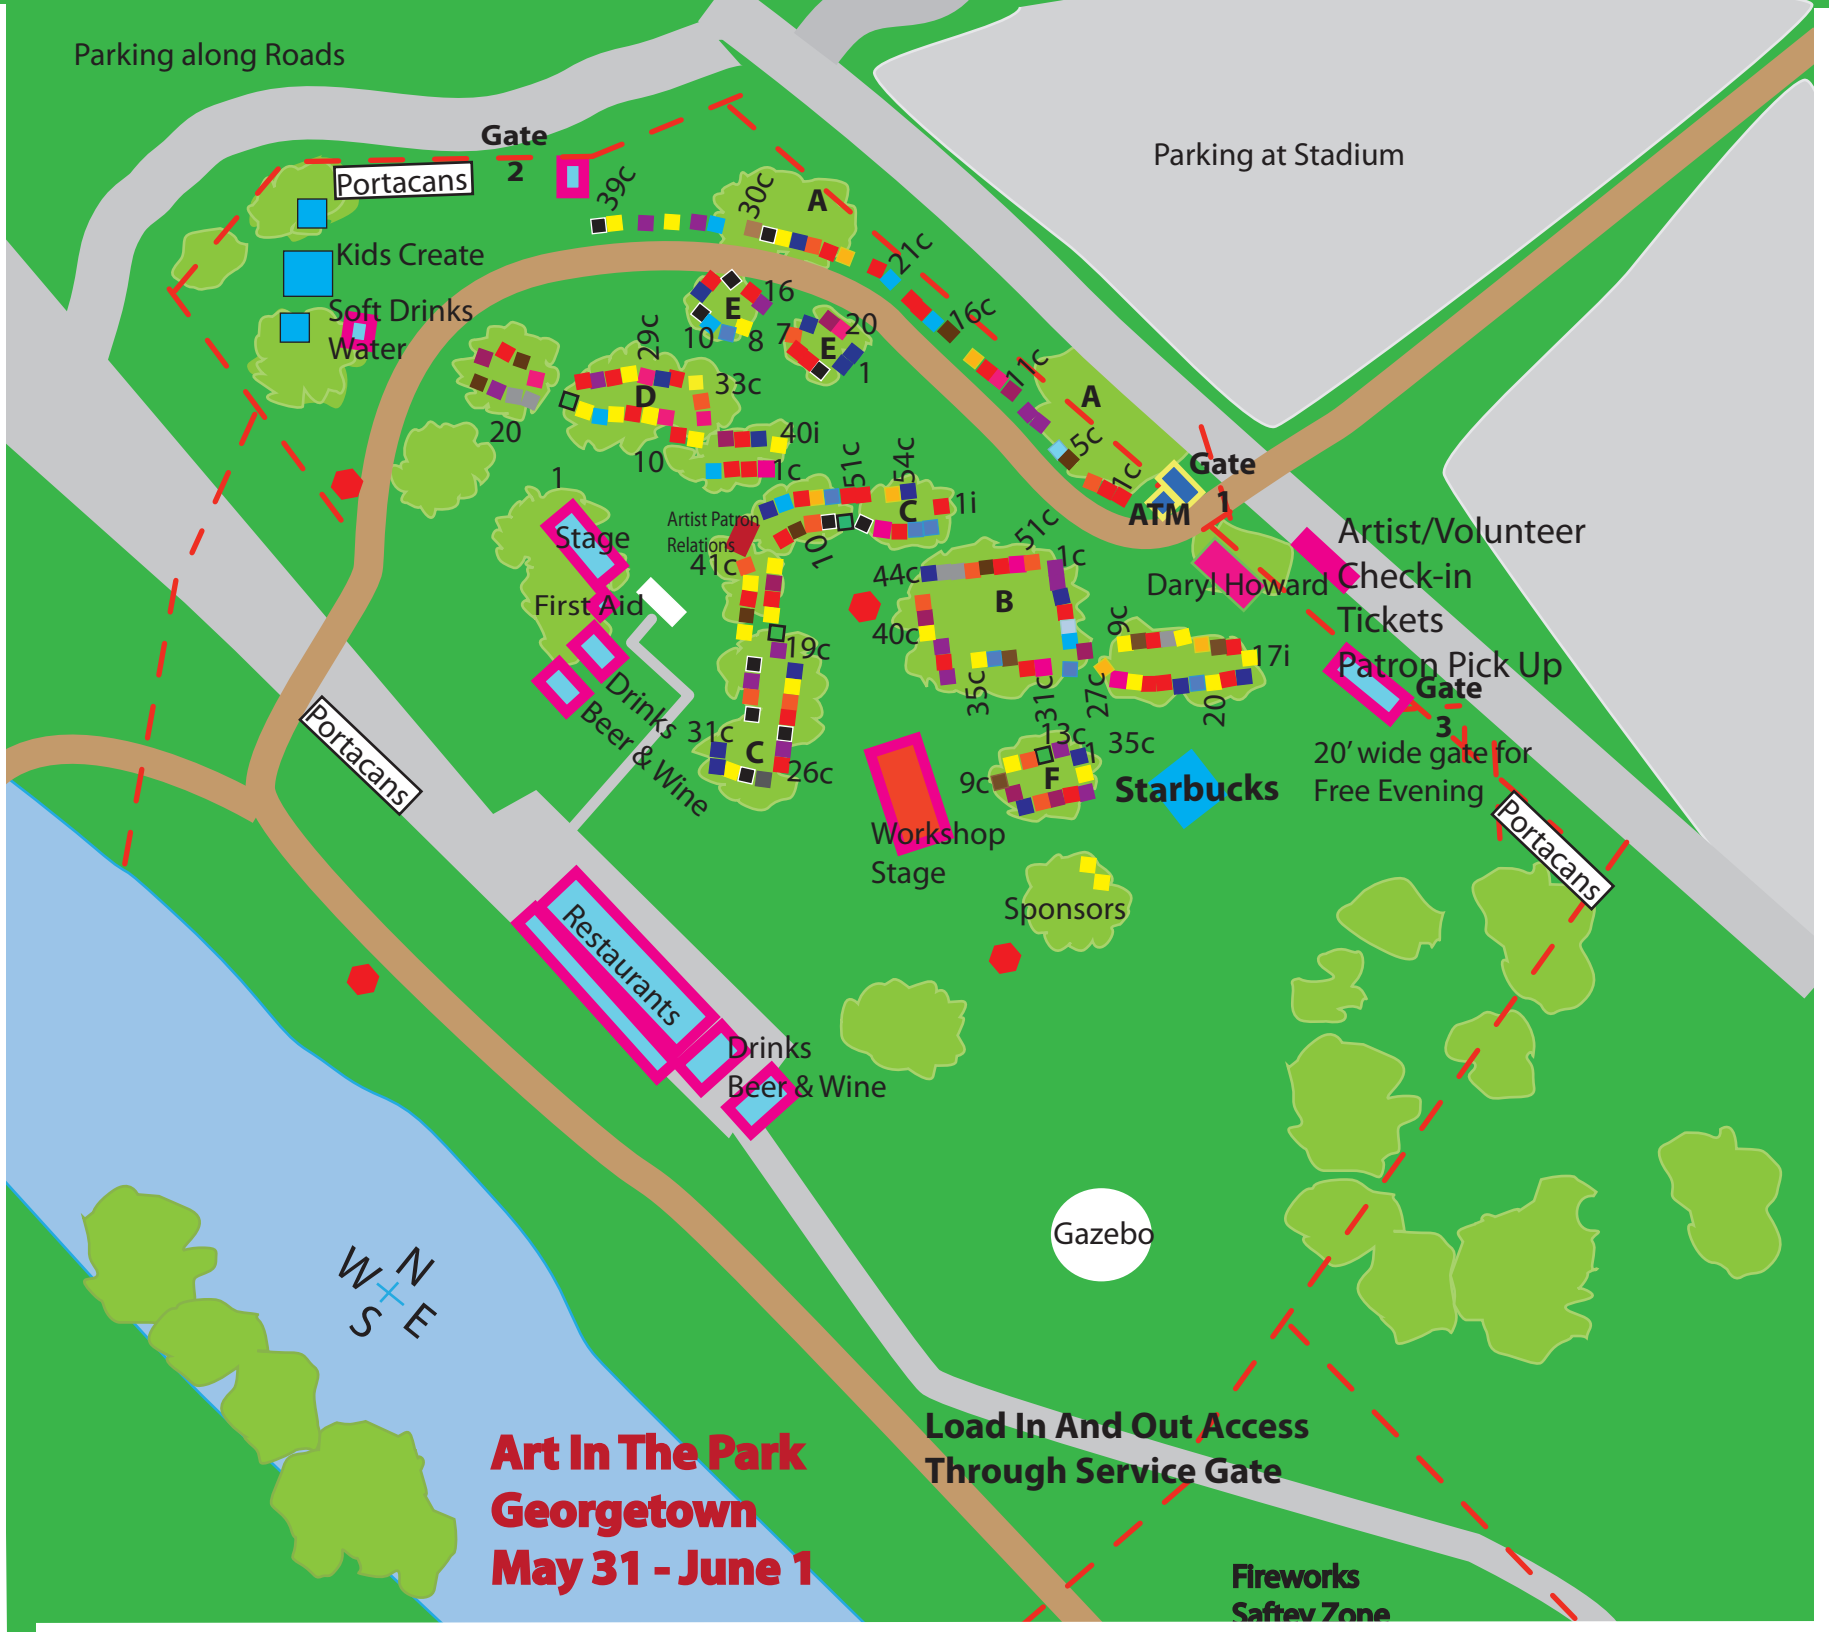 Parking along Roads
Gate
2
Portacans
39c
30c
A
Parking at Stadium
21c
Kids Create
Soft Drinks
Water
16
E
10
8
7
20
E
1
16c
29c
D
33c
11c
A
20
10
40i
1c
5c
1c
Gate
1
ATM
1
Stage
Artist Patron
Relations
51c
54c
C
1i
10
41c
51c
44c
1c
B
40c
Artist/Volunteer
Check-in
Tickets
Patron Pick Up
Daryl Howard
First Aid
19c
9c
17i
35c
31c
27c
20
Gate
3
20’ wide gate for
Free Evening
Drinks
Beer & Wine
Portacans
31c
C
26c
13c
1
35c
9c
F
Starbucks
Workshop
Stage
Portacans
Sponsors
Restaurants
Drinks
Beer & Wine
Gazebo
N
W
S
E
Load In And Out Access
Through Service Gate
Art In The Park
Georgetown
May 31 - June 1
Fireworks
Saftey Zone